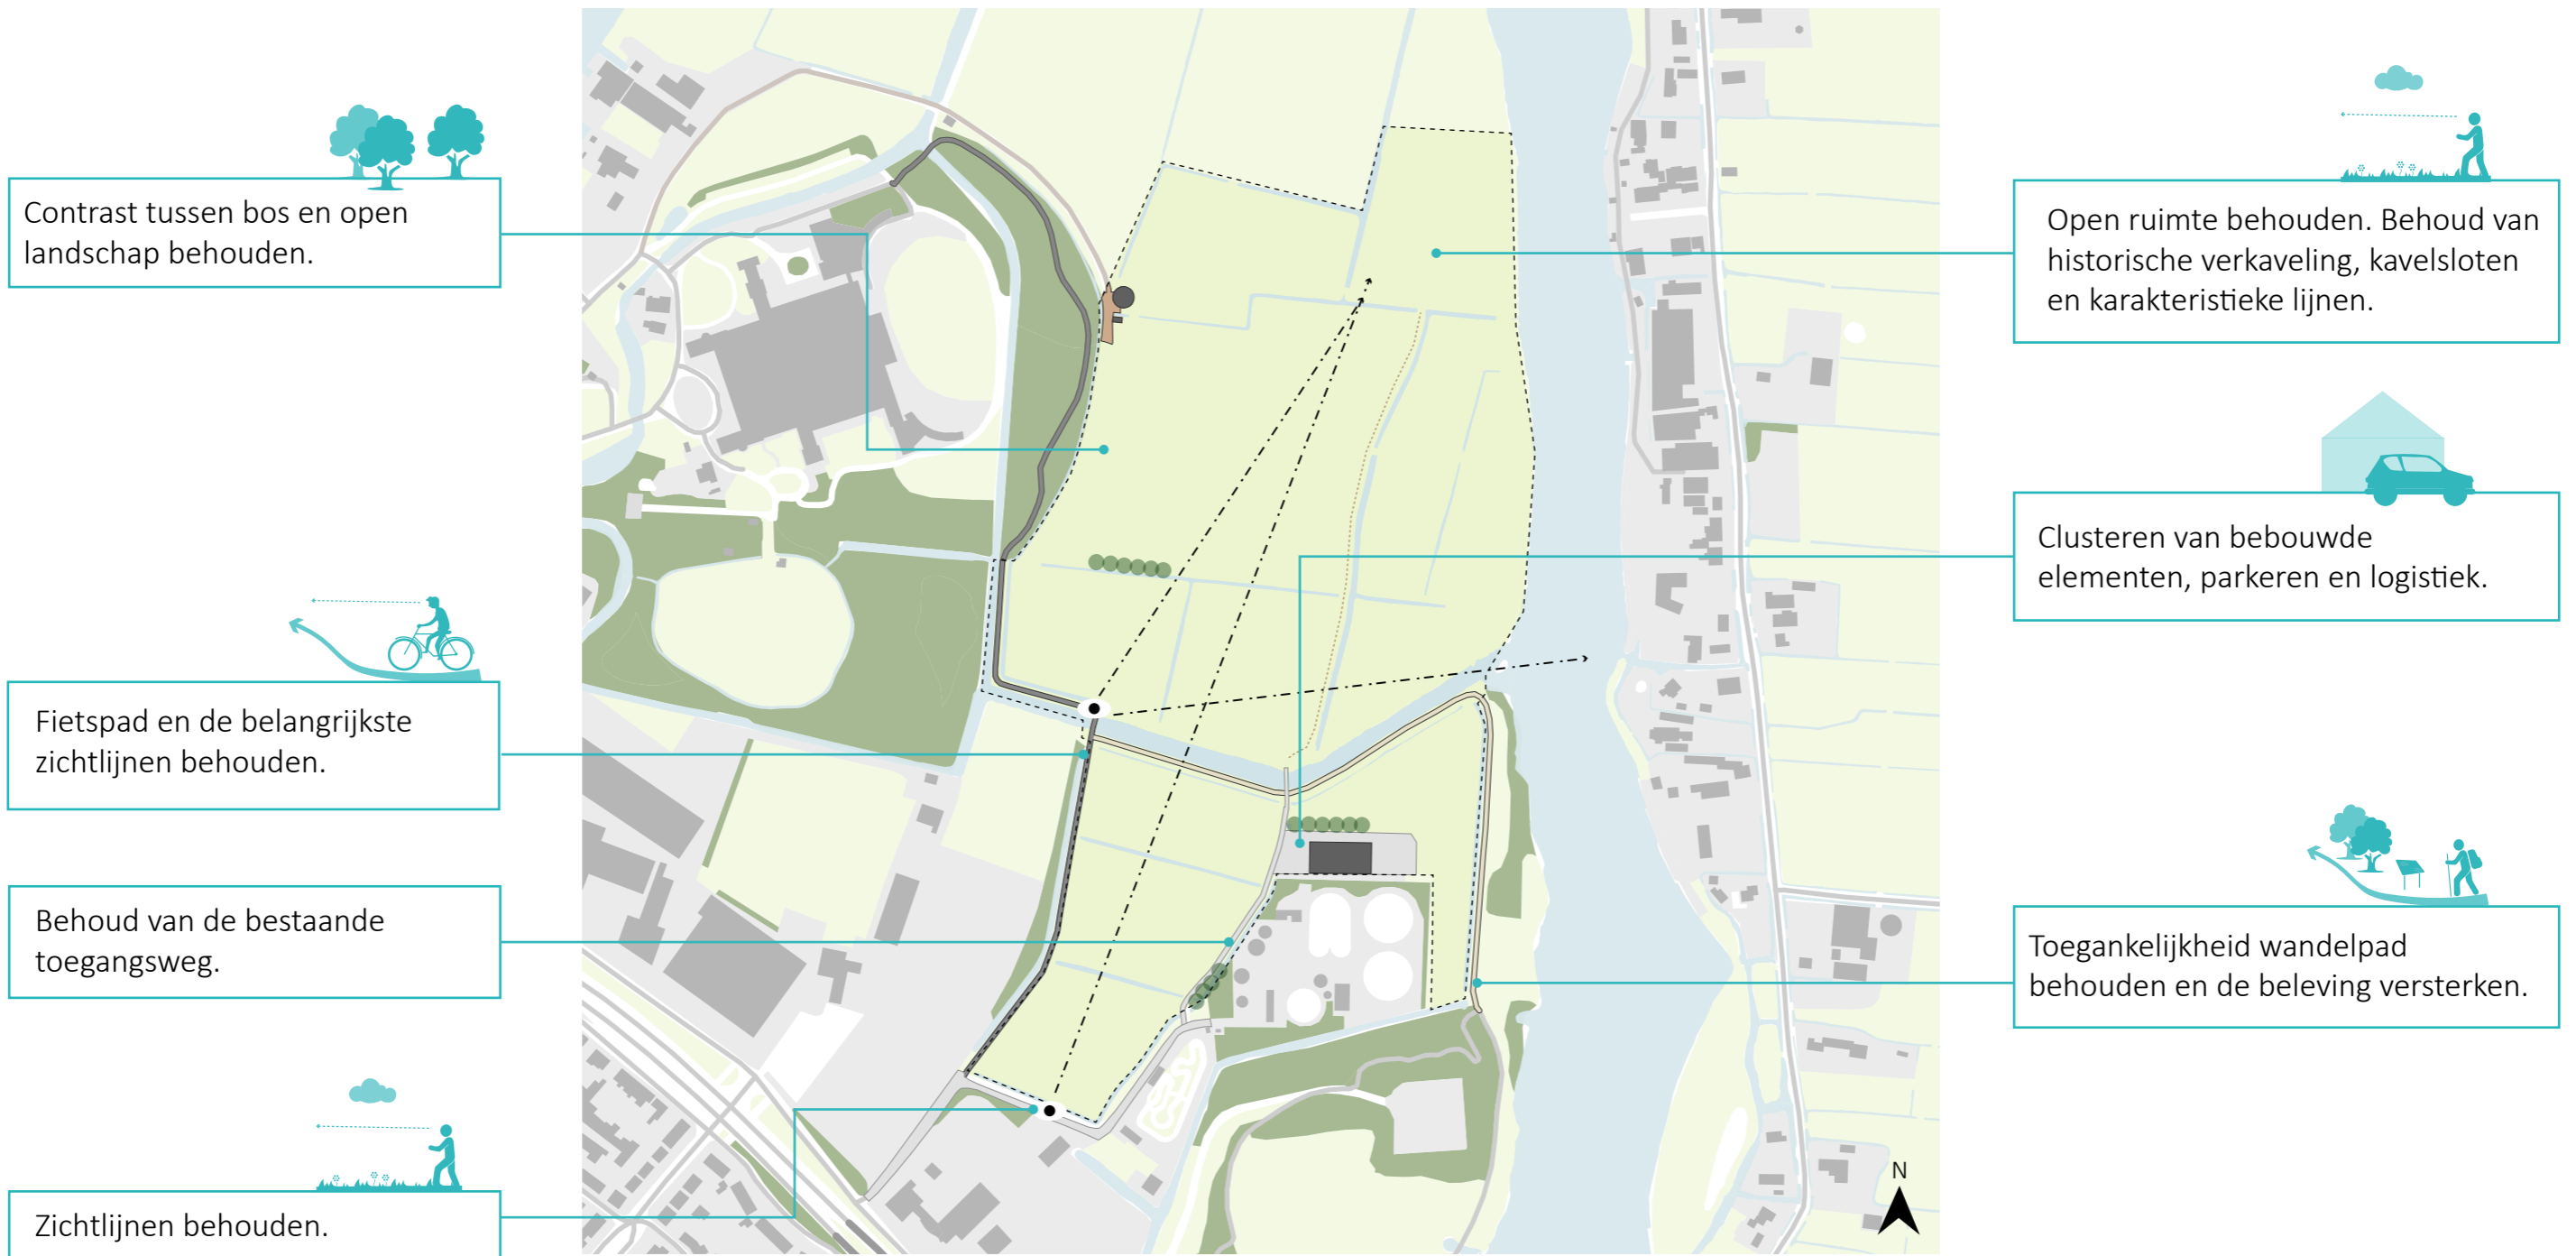 Contrast tussen bos en open
landschap behouden.
Fietspad en de belangrijkste
zichtlijnen behouden.
Behoud van de bestaande
toegangsweg.
Zichtlijnen behouden.
Open ruimte behouden. Behoud van
historische verkaveling, kavelsloten
en karakteristieke lijnen.
Clusteren van bebouwde
elementen, parkeren en logistiek.
Toegankelijkheid wandelpad
behouden en de beleving versterken.
N